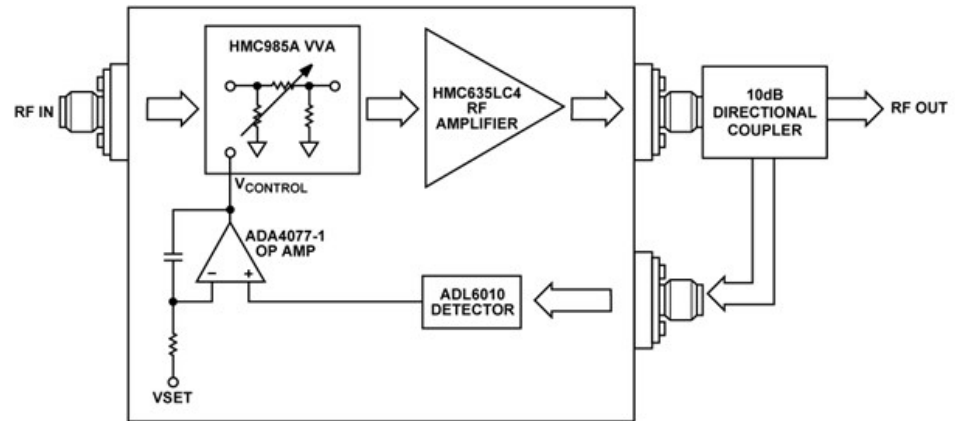 HMC985A VVA
RF IN
HMC635LC4
RF
AMPLIFIER
10dB
DIRECTIONAL
COUPLER
RF OUT
VCONTROL
ADA4077-1
OP AMP
–
+
ADL6010
DETECTOR
VSET